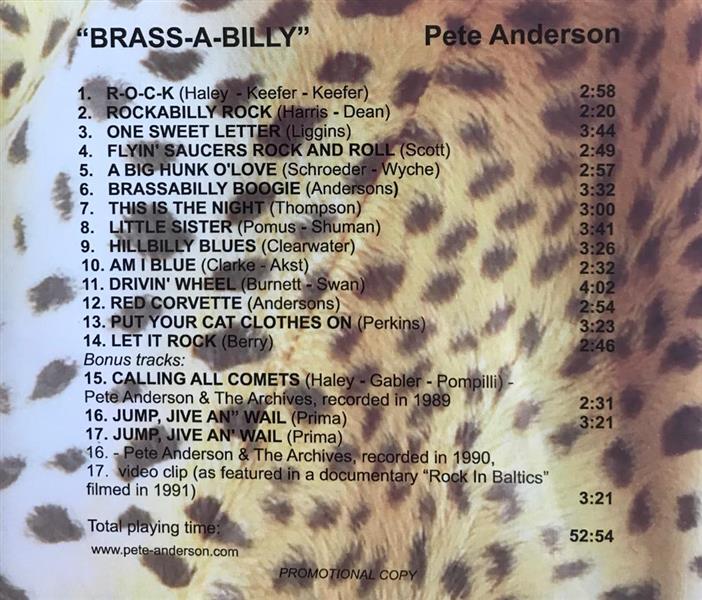 "BRASS-A-BILLY" Pete Anderson
1. R-O-C-K (Haley - Keefer - Keefer) 2:58
2. ROCKABILLY ROCK (Harris - Dean) 2:20
3. ONE SWEET LETTER (Liggins) 3:44
4. FLYIN' SAUCERS ROCK AND ROLL (Scott) 2:49
5. A BIG HUNK O'LOVE (Schroeder - Wyche) 2:57
6. BRASSABILLY BOOGIE (Andersons) 3:32
7. THIS IS THE NIGHT (Thompson) 3:00
8. LITTLE SISTER (Pomus - Shuman) 3:41
9. HILLBILLY BLUES (Clearwater) 3:26
10. AM I BLUE (Clarke - Akst) 2:32
11. DRIVIN' WHEEL (Burnett - Swan) 4:02
12. RED CORVETTE (Andersons) 2:54
13. PUT YOUR CAT CLOTHES ON (Perkins) 3:23
14. LET IT ROCK (Berry) 2:46
Bonus tracks:
15. CALLING ALL COMETS (Haley - Gabler - Pompilli) -
Pete Anderson & The Archives, recorded in 1989 2:31
16. JUMP, JIVE AN" WAIL (Prima) 3:21
17. JUMP, JIVE AN' WAIL (Prima)
16. - Pete Anderson & The Archives, recorded in 1990,
17. video clip (as featured in a documentary "Rock In Baltics"
filmed in 1991) 3:21
Total playing time: 52:54
www.pete-anderson.com
PROMOTIONAL COPY